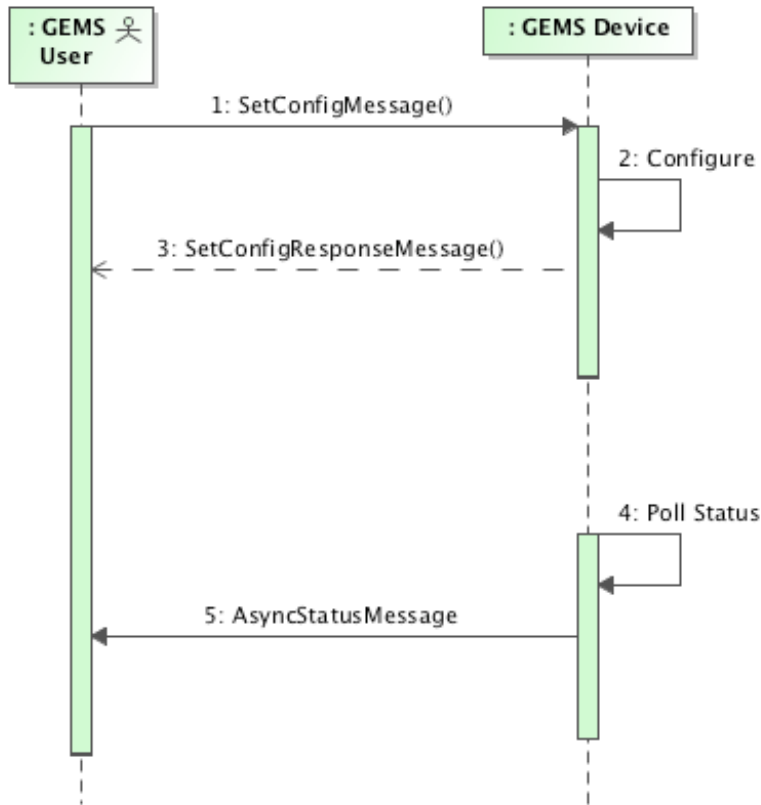 : GEMS
User
: GEMS Device
1: SetConfigMessage()
2: Configure
3: SetConfigResponseMessage()
4: Poll Status
5: AsyncStatusMessage